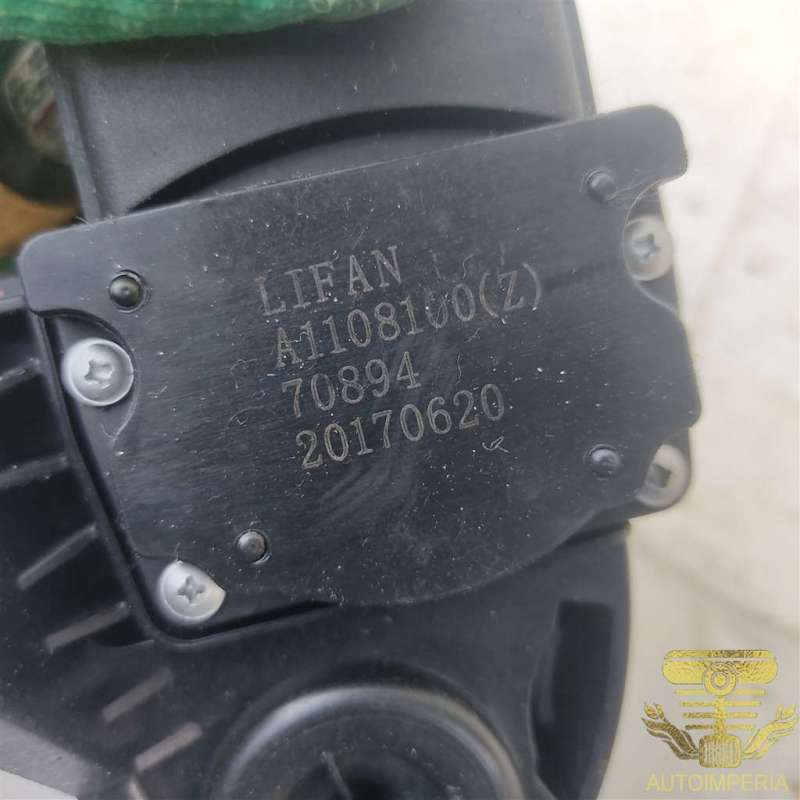 LIFAN
A1108100(Z)
70894
20170620
AUTOIMPERIA